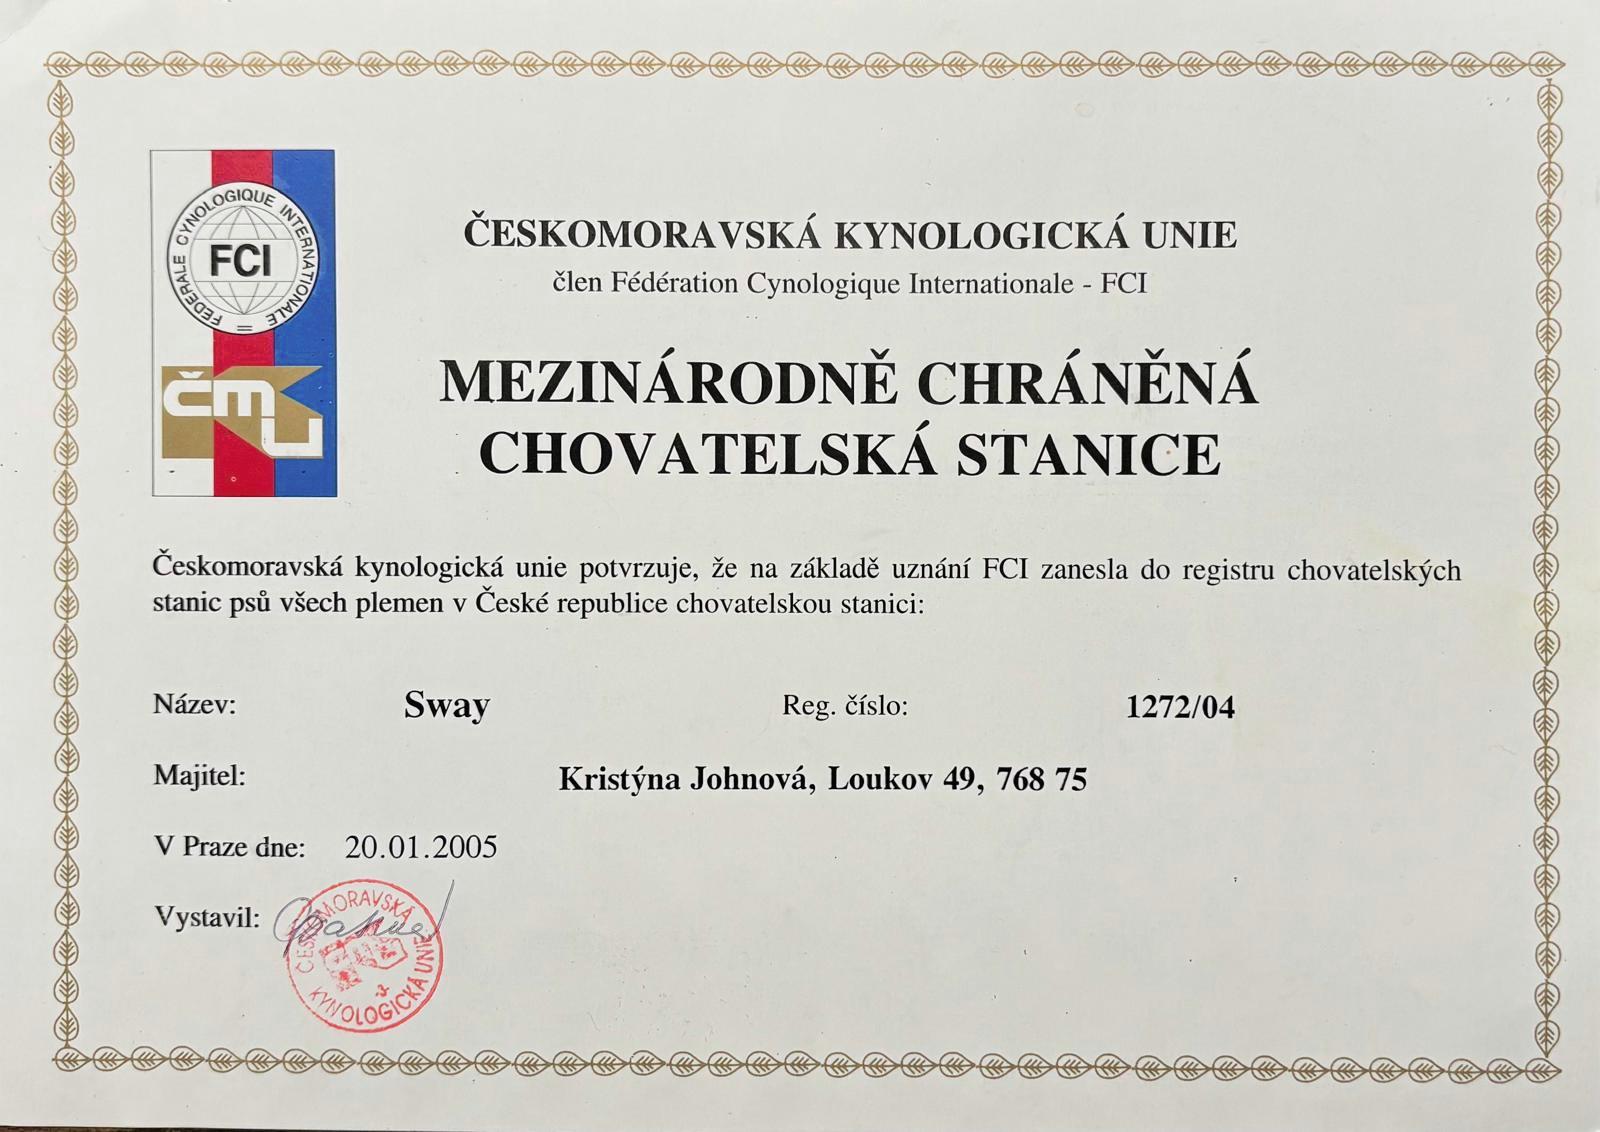 FEDERALE CYNOLOGIQUE INTERNATIONALE
FCI
ČMKU
ČESKOMORAVSKÁ KYNOLOGICKÁ UNIE
člen Fédération Cynologique Internationale - FCI
MEZINÁRODNĚ CHRÁNĚNÁ
CHOVATELSKÁ STANICE
Českomoravská kynologická unie potvrzuje, že na základě uznání FCI zanesla do registru chovatelských
stanic psů všech plemen v České republice chovatelskou stanici:
Název: Sway Reg. číslo: 1272/04
Majitel: Kristýna Johnová, Loukov 49, 768 75
V Praze dne: 20.01.2005
Vystavil:
ČESKOMORAVSKÁ KYNOLOGICKÁ UNIE
-3-